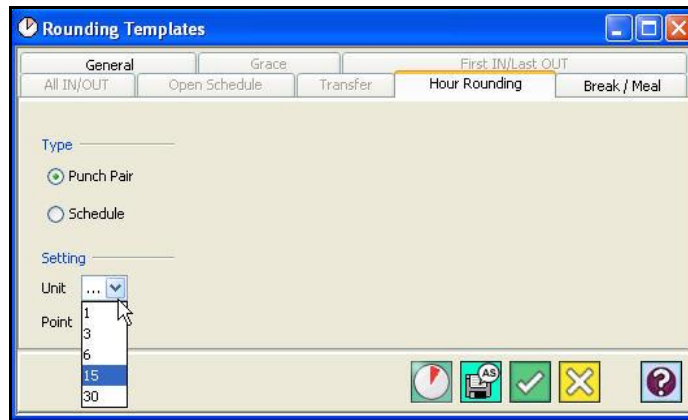 Rounding Templates
General Grace First IN/Last OUT
All IN/OUT Open Schedule Transfer Hour Rounding Break / Meal
Type
Punch Pair
Schedule
Setting
Unit ...
1
Point
3
6
15
30
AS
?